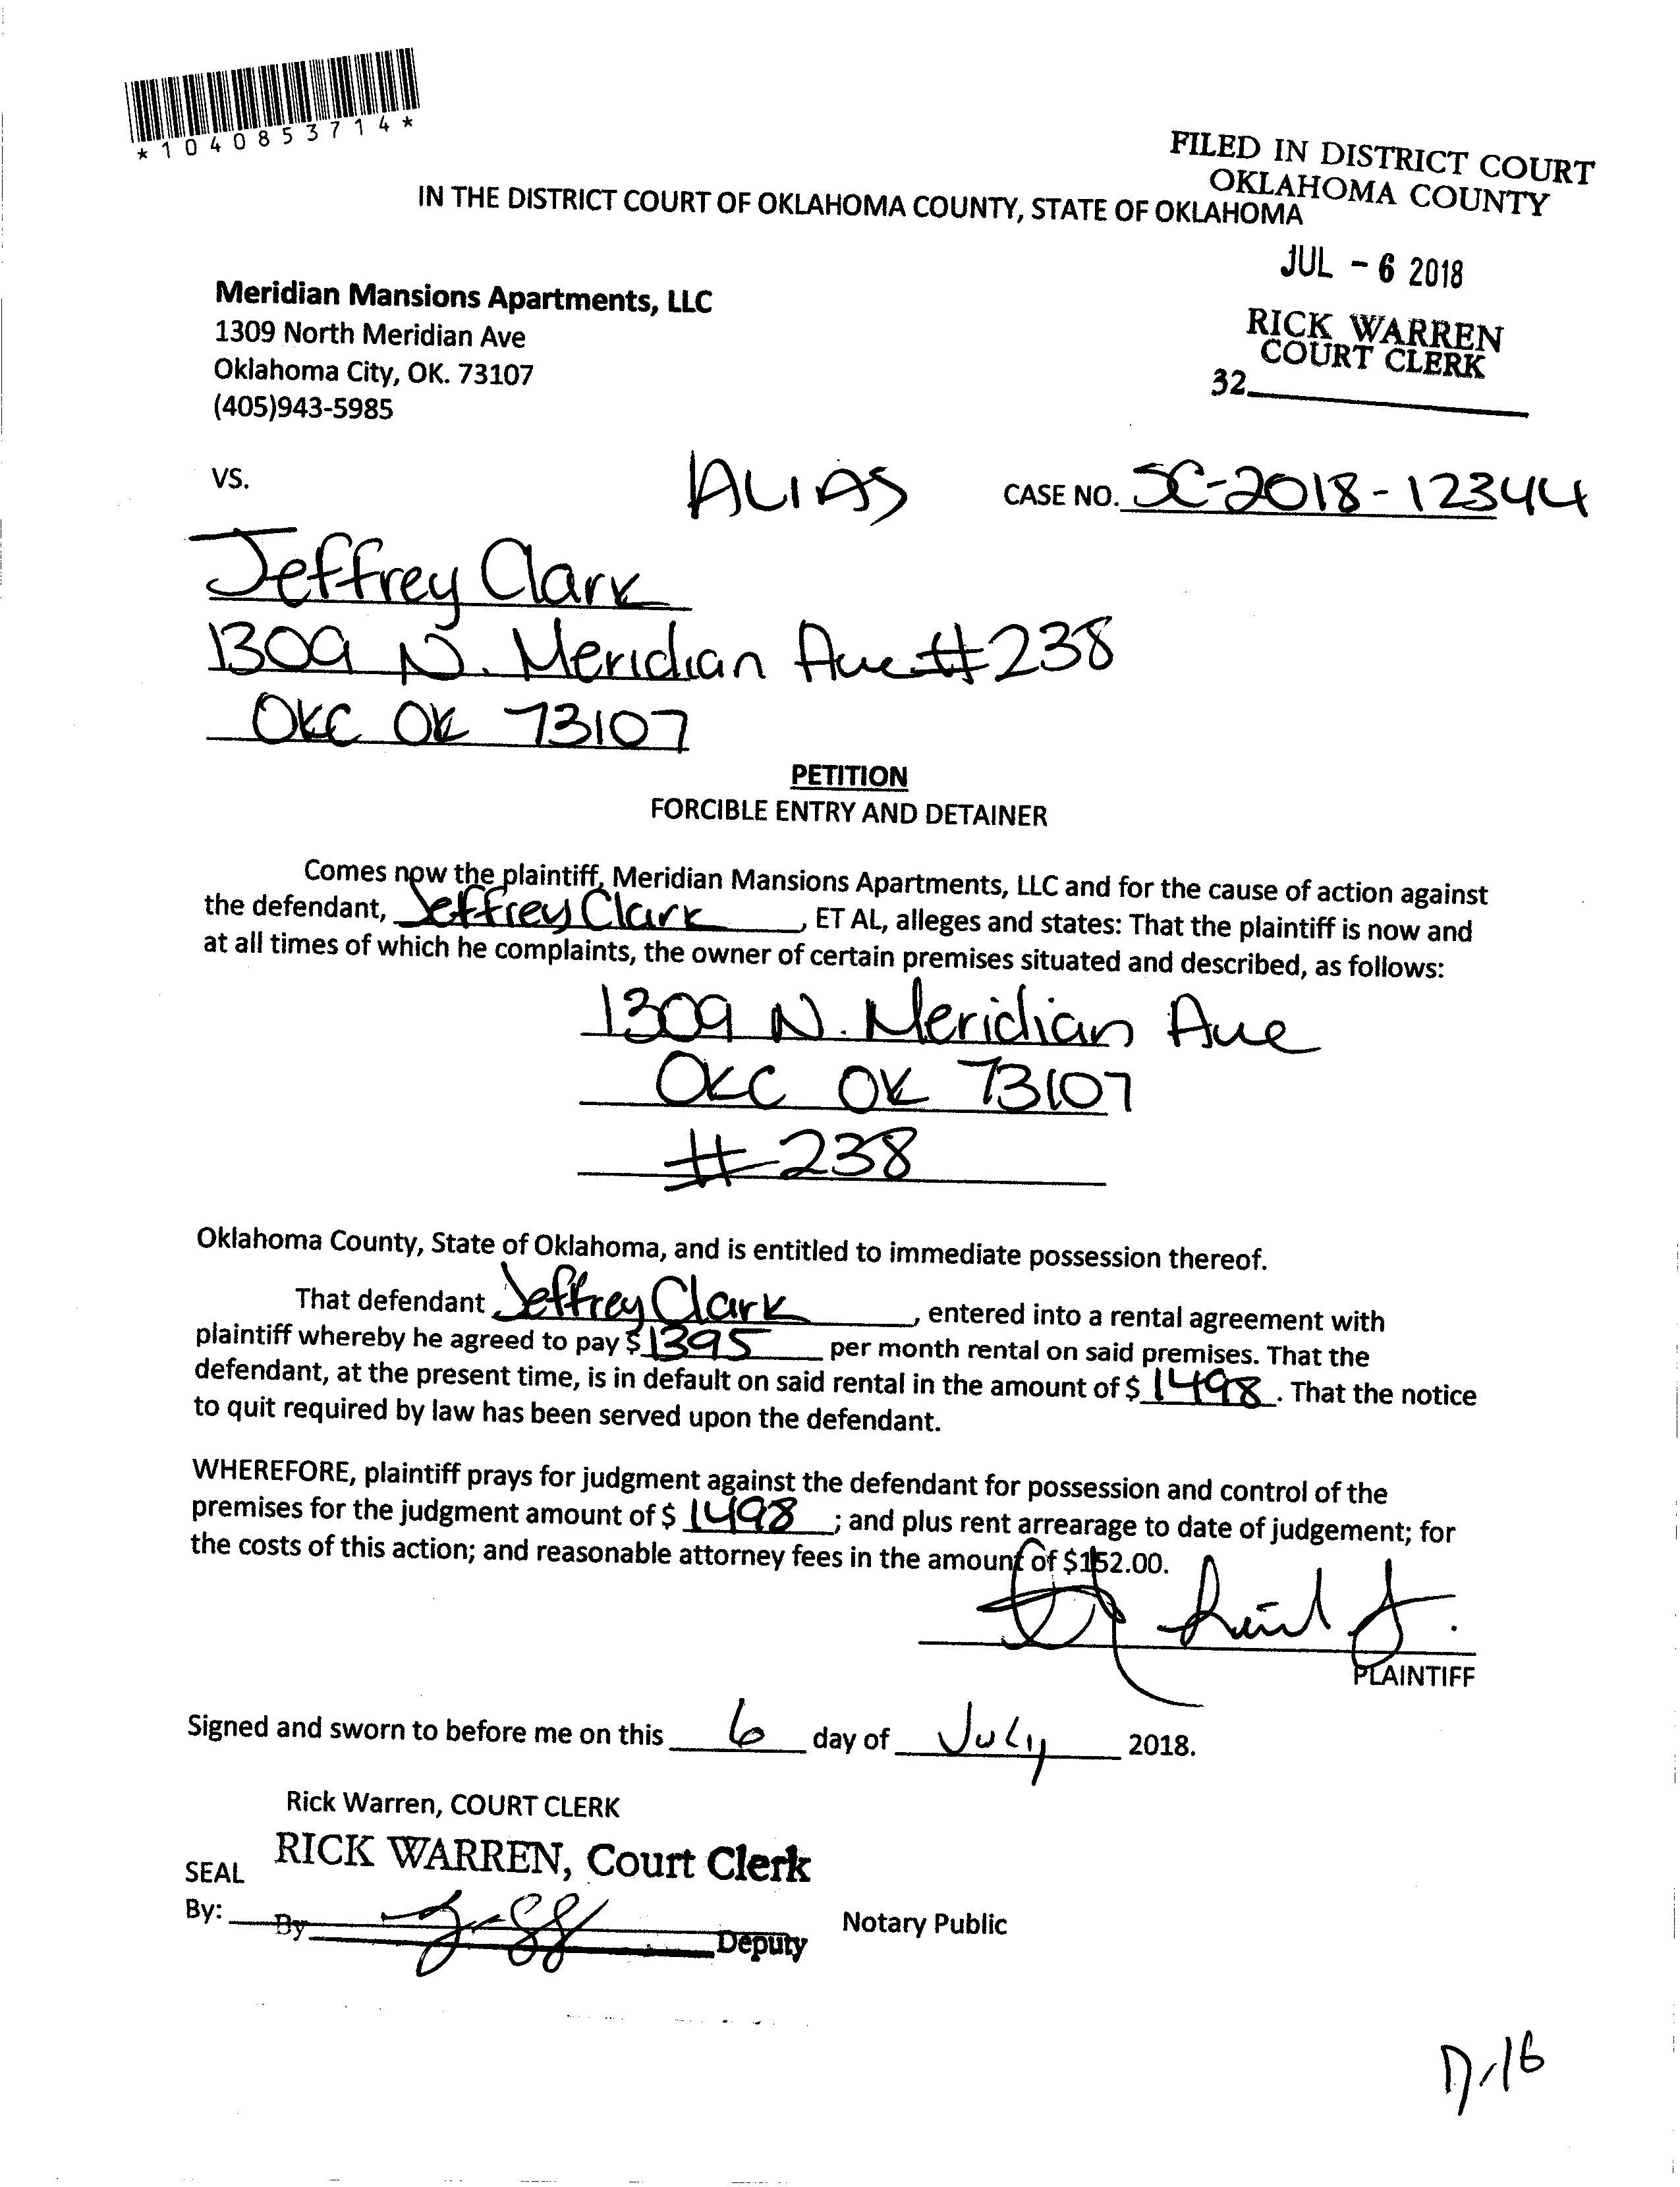 *1040853714*
FILED IN DISTRICT COURT
OKLAHOMA COUNTY
IN THE DISTRICT COURT OF OKLAHOMA COUNTY, STATE OF OKLAHOMA
JUL - 6 2018
RICK WARREN
COURT CLERK
32
Meridian Mansions Apartments, LLC
1309 North Meridian Ave
Oklahoma City, OK. 73107
(405)943-5985
VS.
ALIAS
CASE NO. SC-2018-12344
Jeffrey Clark
1309 N. Meridian Ave #238
OKC OK 73107
PETITION
FORCIBLE ENTRY AND DETAINER
Comes now the plaintiff, Meridian Mansions Apartments, LLC and for the cause of action against
the defendant, Jeffrey Clark, ET AL, alleges and states: That the plaintiff is now and
at all times of which he complaints, the owner of certain premises situated and described, as follows:
1309 N. Meridian Ave
OKC OK 73107
#238
Oklahoma County, State of Oklahoma, and is entitled to immediate possession thereof.
That defendant Jeffrey Clark, entered into a rental agreement with
plaintiff whereby he agreed to pay $1395 per month rental on said premises. That the
defendant, at the present time, is in default on said rental in the amount of $1498. That the notice
to quit required by law has been served upon the defendant.
WHEREFORE, plaintiff prays for judgment against the defendant for possession and control of the
premises for the judgment amount of $1498; and plus rent arrearage to date of judgement; for
the costs of this action; and reasonable attorney fees in the amount of $152.00.
PLAINTIFF
Signed and sworn to before me on this 6 day of July 2018.
Rick Warren, COURT CLERK
RICK WARREN, Court Clerk
SEAL
By: By Deputy
Notary Public